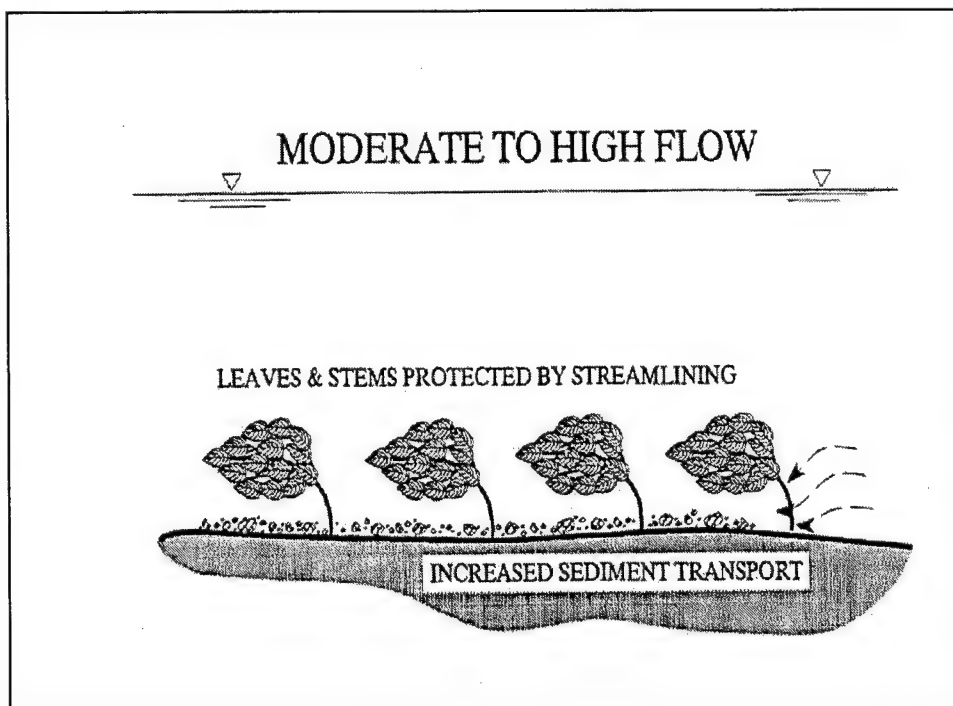 MODERATE TO HIGH FLOW
LEAVES & STEMS PROTECTED BY STREAMLINING
INCREASED SEDIMENT TRANSPORT